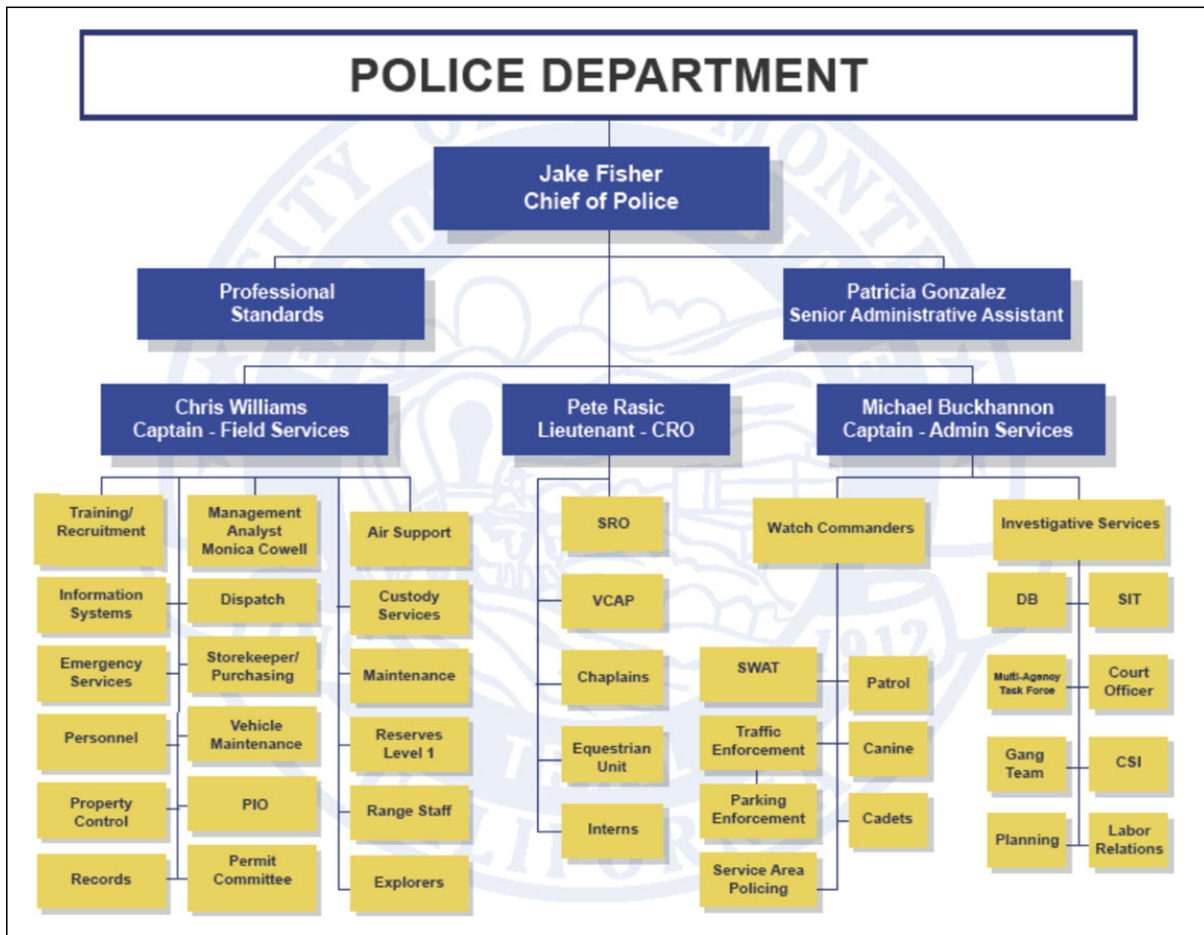 POLICE DEPARTMENT
Jake Fisher
Chief of Police
Professional
Standards
Patricia Gonzalez
Senior Administrative Assistant
Chris Williams
Captain - Field Services
Pete Rasic
Lieutenant - CRO
Michael Buckhannon
Captain - Admin Services
Training/
Recruitment
Information
Systems
Emergency
Services
Personnel
Property
Control
Records
Management
Analyst
Monica Cowell
Dispatch
Storekeeper/
Purchasing
Vehicle
Maintenance
PIO
Permit
Committee
Air Support
Custody
Services
Maintenance
Reserves
Level 1
Range Staff
Explorers
SRO
VCAP
Chaplains
Equestrian
Unit
Interns
Watch Commanders
SWAT
Traffic
Enforcement
Parking
Enforcement
Service Area
Policing
Patrol
Canine
Cadets
Investigative Services
DB
Multi-Agency
Task Force
Gang
Team
Planning
SIT
Court
Officer
CSI
Labor
Relations
CITY OF
MONTE
1912